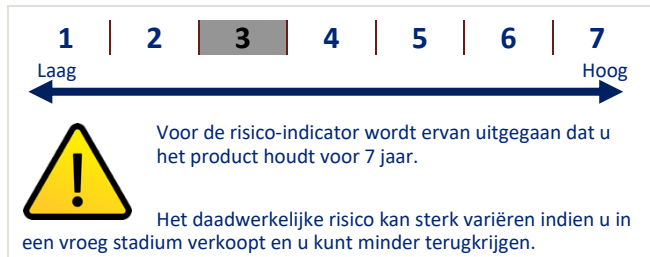 1 2 3 4 5 6 7
Laag Hoog
Voor de risico-indicator wordt ervan uitgegaan dat u
het product houdt voor 7 jaar.
Het daadwerkelijke risico kan sterk variëren indien u in
een vroeg stadium verkoopt en u kunt minder terugkrijgen.